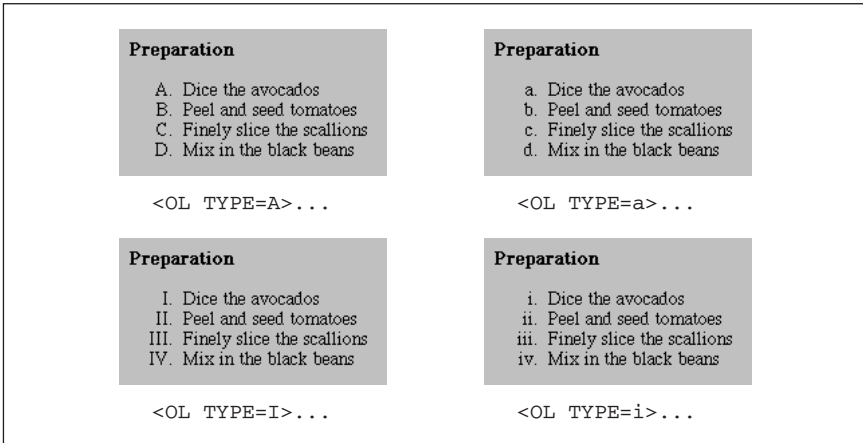 Preparation
A. Dice the avocados
B. Peel and seed tomatoes
C. Finely slice the scallions
D. Mix in the black beans
<OL TYPE=A>...
Preparation
a. Dice the avocados
b. Peel and seed tomatoes
c. Finely slice the scallions
d. Mix in the black beans
<OL TYPE=a>...
Preparation
I. Dice the avocados
II. Peel and seed tomatoes
III. Finely slice the scallions
IV. Mix in the black beans
<OL TYPE=I>...
Preparation
i. Dice the avocados
ii. Peel and seed tomatoes
iii. Finely slice the scallions
iv. Mix in the black beans
<OL TYPE=i>...